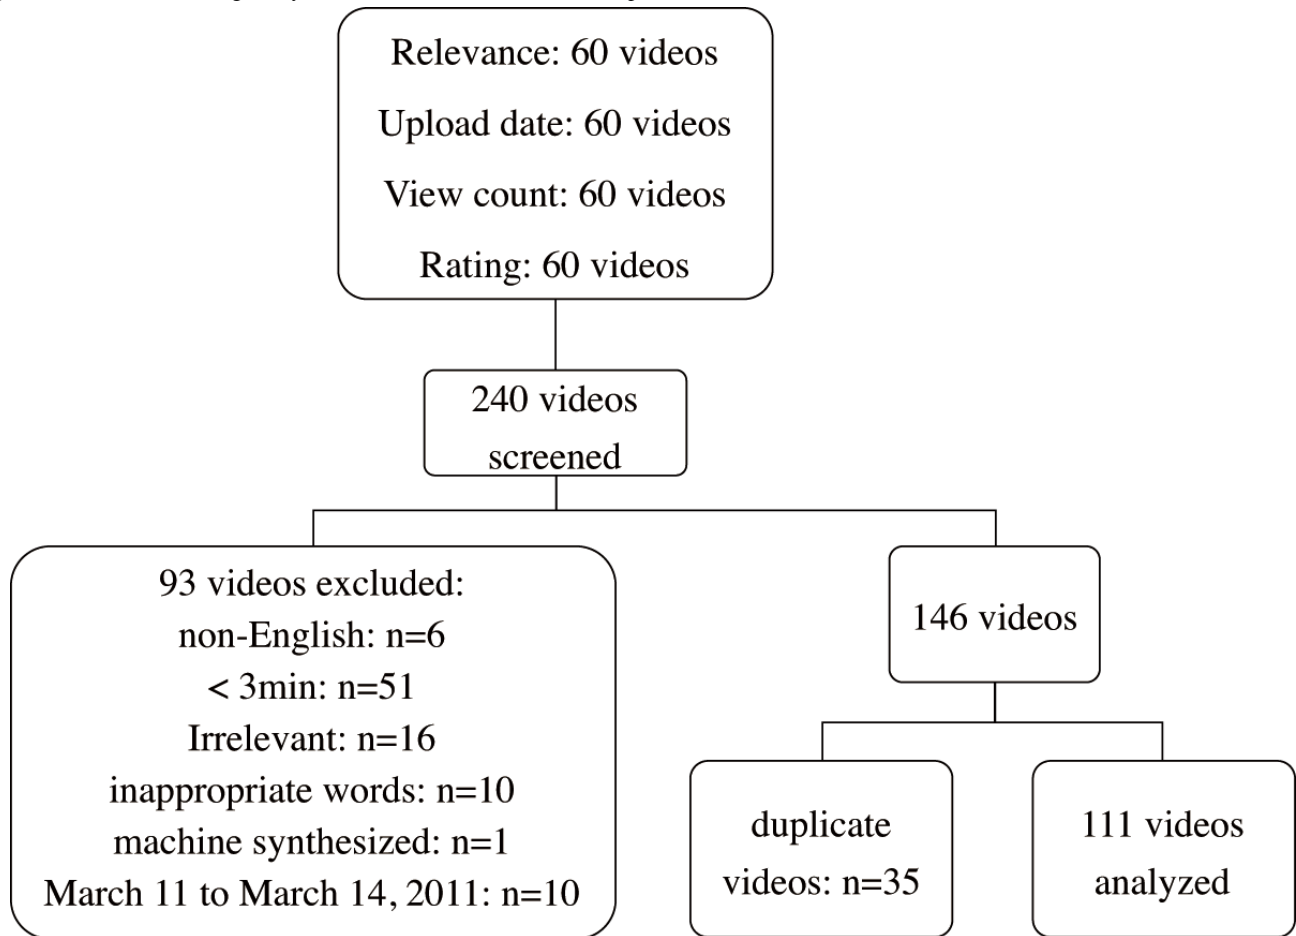 Relevance: 60 videos
Upload date: 60 videos
View count: 60 videos
Rating: 60 videos
240 videos
screened
93 videos excluded:
non-English: n=6
< 3min: n=51
Irrelevant: n=16
inappropriate words: n=10
machine synthesized: n=1
March 11 to March 14, 2011: n=10
146 videos
duplicate
videos: n=35
111 videos
analyzed